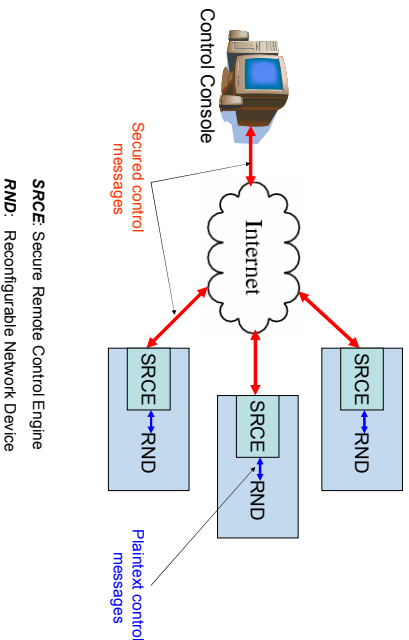 Control Console
Secured control
messages
Internet
SRCE
RND
SRCE
RND
SRCE
RND
Plaintext control
messages
SRCE: Secure Remote Control Engine
RND: Reconfigurable Network Device